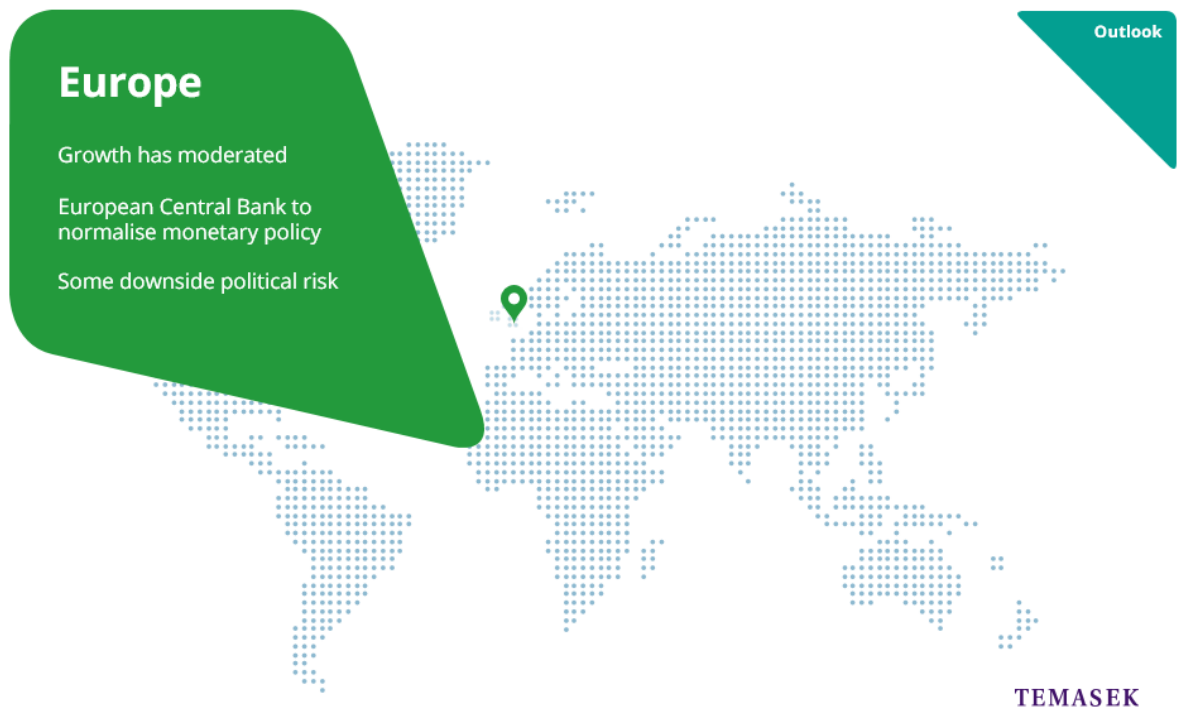 Outlook
Europe
Growth has moderated
European Central Bank to
normalise monetary policy
Some downside political risk
TEMASEK